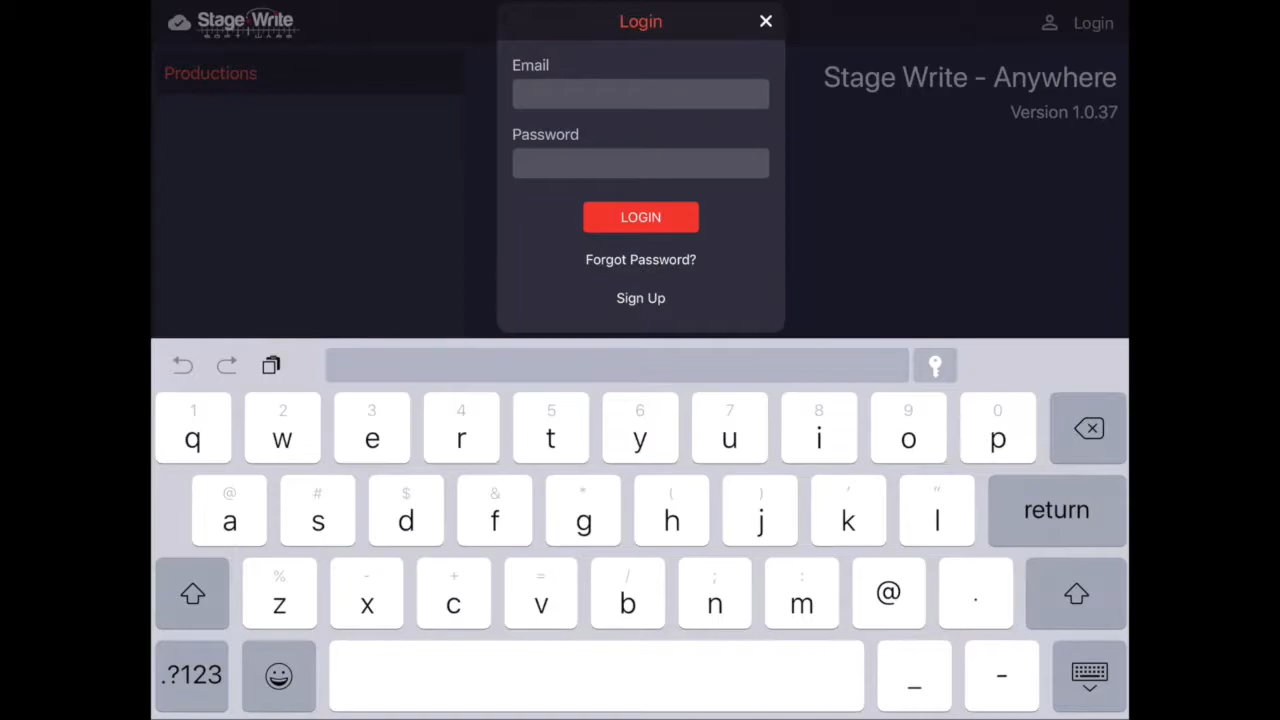 Stage Write
SOFTWARE
Login
Login
Productions
Email
Stage Write - Anywhere
Version 1.0.37
Password
LOGIN
Forgot Password?
Sign Up
1 2 3 4 5 6 7 8 9 0
q w e r t y u i o p
@ # $ & * ( ) ' "
a s d f g h j k l return
% - + = / ; :
z x c v b n m @ .
.?123 _ -